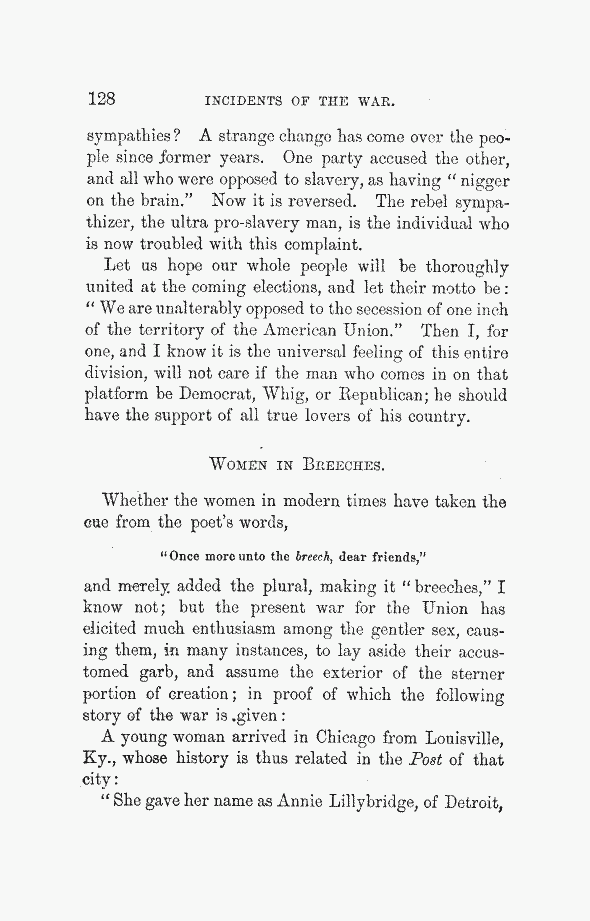 128 INCIDENTS OF THE WAR.
sympathies? A strange change has come over the peo-
ple since former years. One party accused the other,
and all who were opposed to slavery, as having "nigger
on the brain." Now it is reversed. The rebel sympa-
thizer, the ultra pro-slavery man, is the individual who
is now troubled with this complaint.
Let us hope our whole people will be thoroughly
united at the coming elections, and let their motto be:
"We are unalterably opposed to the secession of one inch
of the territory of the American Union." Then I, for
one, and I know it is the universal feeling of this entire
division, will not care if the man who comes in on that
platform be Democrat, Whig, or Republican; he should
have the support of all true lovers of his country.
WOMEN IN BREECHES.
Whether the women in modern times have taken the
cue from the poet's words,
"Once more unto the breech, dear friends,"
and merely added the plural, making it "breeches," I
know not; but the present war for the Union has
elicited much enthusiasm among the gentler sex, caus-
ing them, in many instances, to lay aside their accus-
tomed garb, and assume the exterior of the sterner
portion of creation; in proof of which the following
story of the war is .given:
A young woman arrived in Chicago from Louisville,
Ky., whose history is thus related in the Post of that
city:
"She gave her name as Annie Lillybridge, of Detroit,